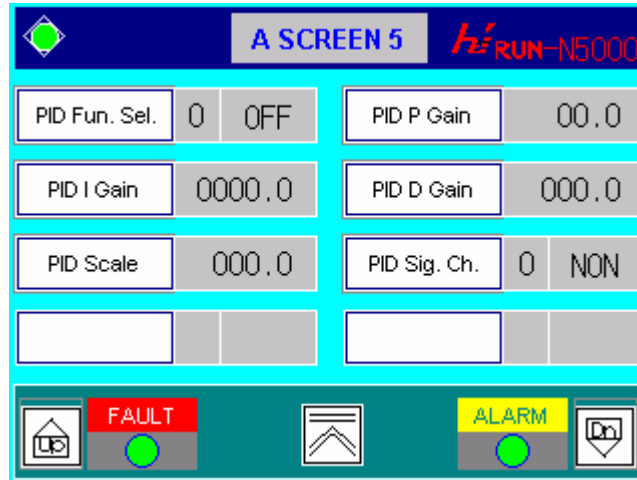 A SCREEN 5 hi RUN-N5000
PID Fun. Sel. 0 OFF PID P Gain 00.0
PID I Gain 0000.0 PID D Gain 000.0
PID Scale 000.0 PID Sig. Ch. 0 NON
FAULT ALARM
UP Dn